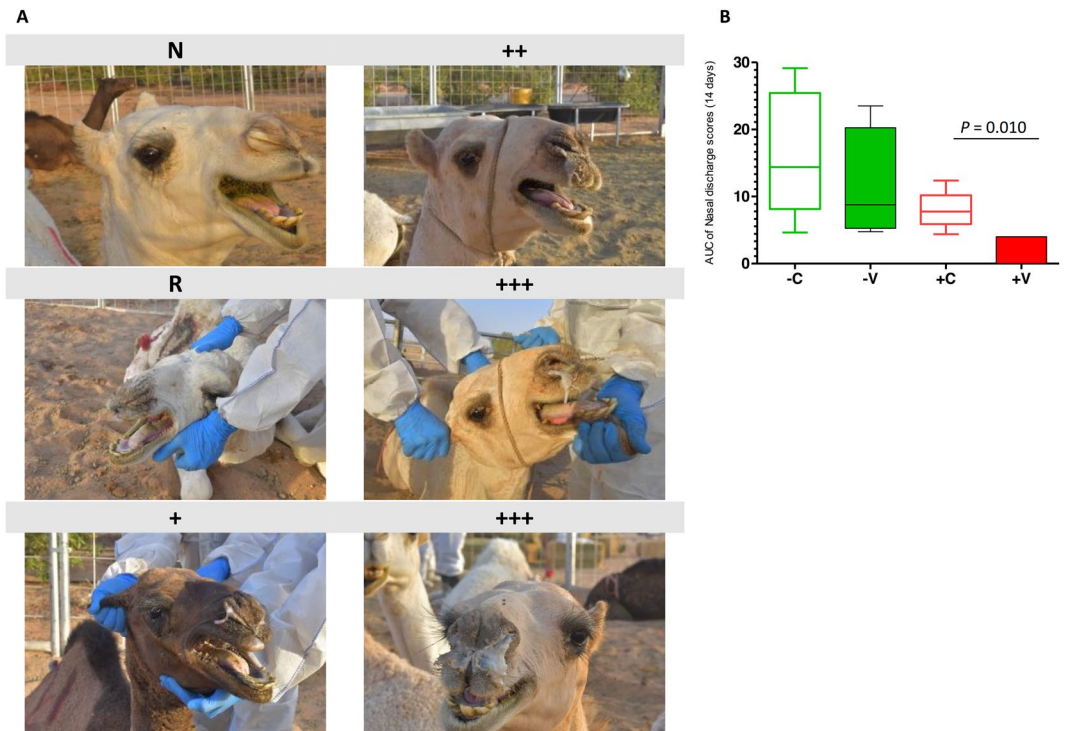 A
B
N
++
R
+++
+
+++
AUC of Nasal discharge scores (14 days)
30
20
10
0
P = 0.010
-C
-V
+C
+V